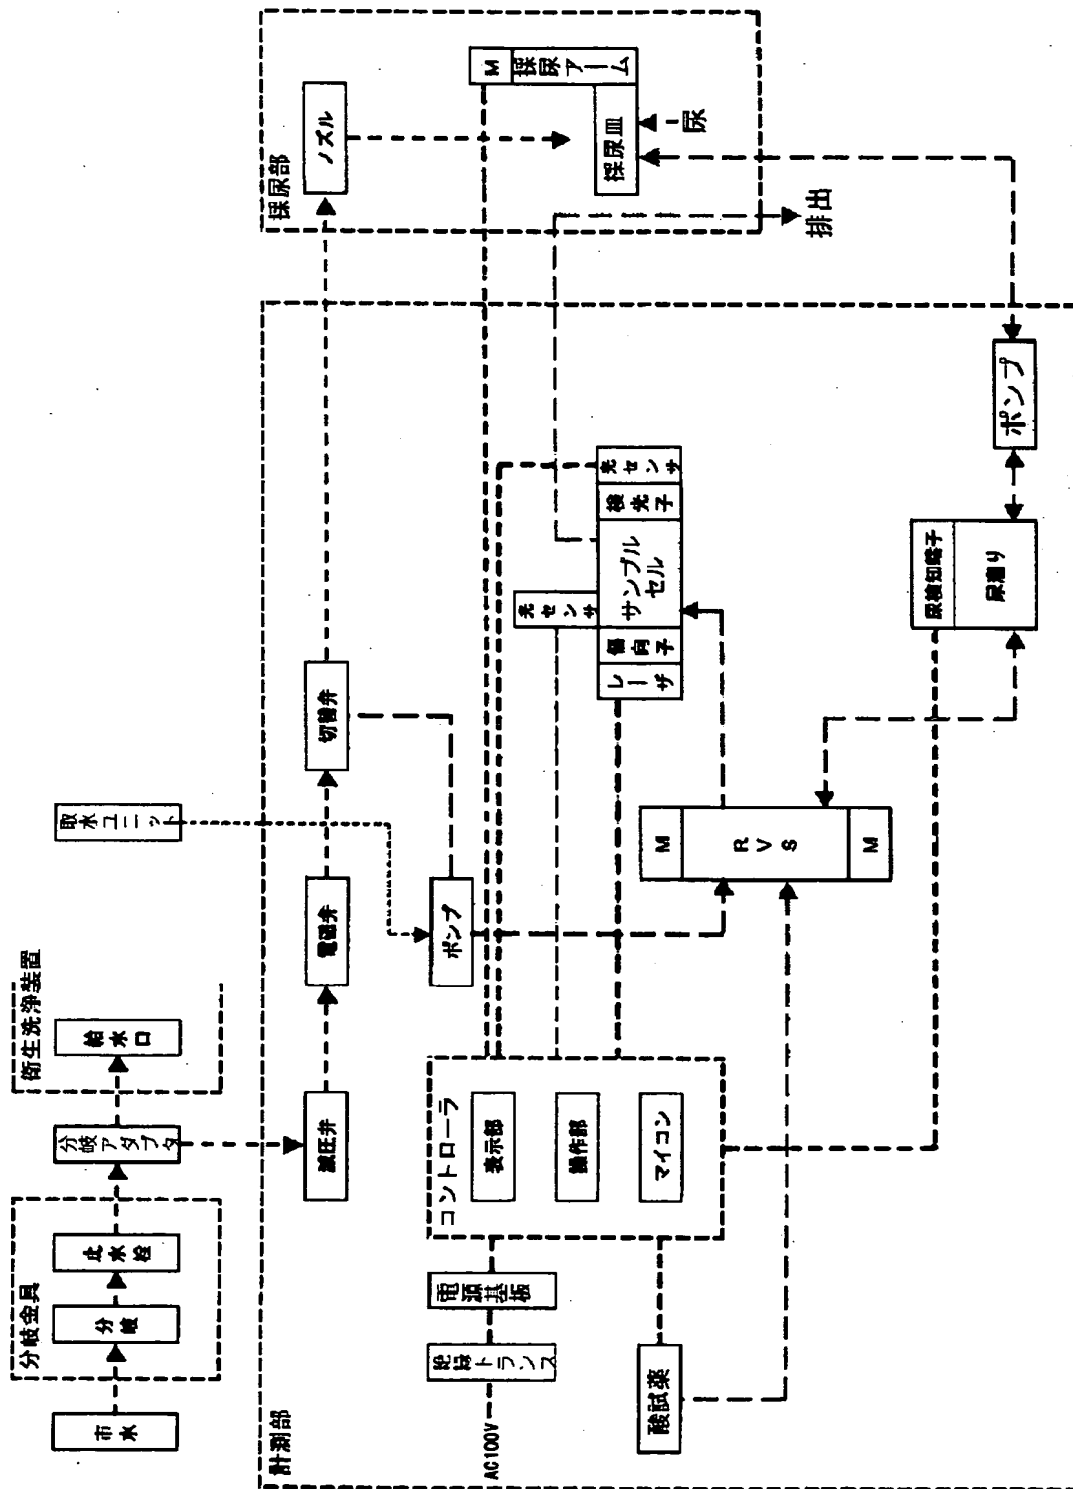 市水
分岐金具
分岐
止水栓
分岐アダプタ
衛生洗浄装置
給水口
取水ユニット
計測部
減圧弁
電磁弁
切替弁
ポンプ
採尿部
ノズル
M
採尿アーム
採尿皿
尿
排出
AC100V
絶縁トランス
電源基板
コントローラ
表示部
操作部
マイコン
レーザ
偏向子
光センサ
サンプル
セル
検光子
光センサ
酸試薬
M
RVS
M
尿検知端子
尿溜り
ポンプ